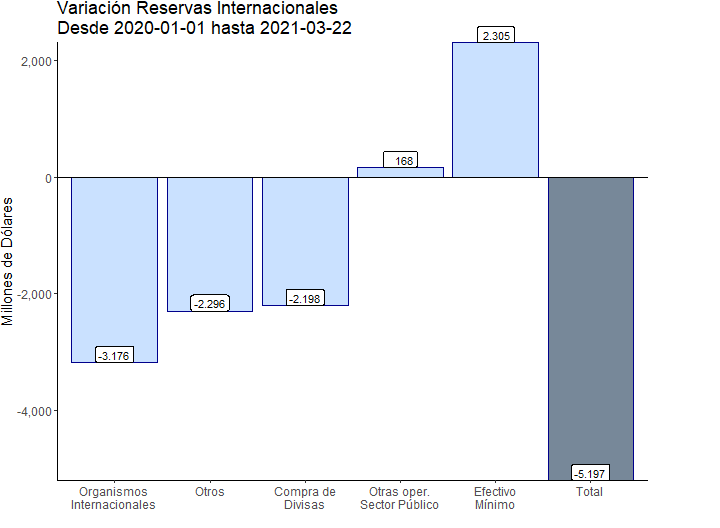 Variación Reservas Internacionales
Desde 2020-01-01 hasta 2021-03-22
Millones de Dólares
2,000
0
-2,000
-4,000
-3.176
-2.296
-2.198
168
2.305
-5.197
Organismos
Internacionales
Otros
Compra de
Divisas
Otras oper.
Sector Público
Efectivo
Mínimo
Total